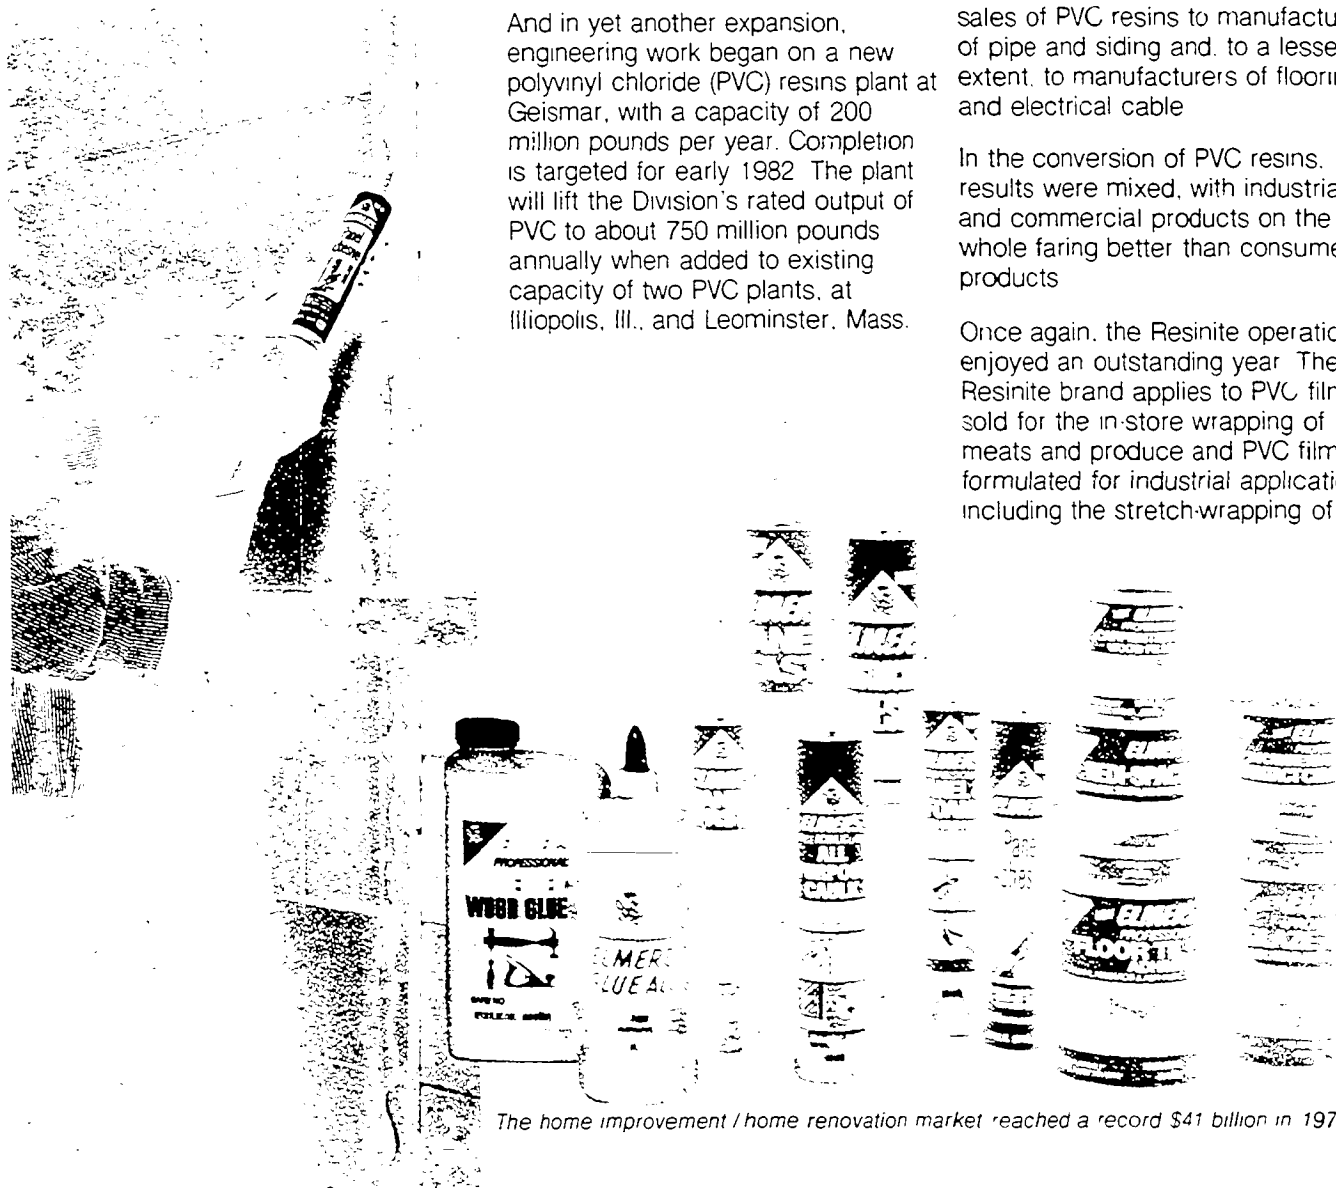 And in yet another expansion,
engineering work began on a new
polyvinyl chloride (PVC) resins plant at
Geismar, with a capacity of 200
million pounds per year. Completion
is targeted for early 1982 The plant
will lift the Division's rated output of
PVC to about 750 million pounds
annually when added to existing
capacity of two PVC plants, at
Illiopolis, Ill., and Leominster, Mass.
sales of PVC resins to manufactu
of pipe and siding and, to a lesse
extent, to manufacturers of floorin
and electrical cable
In the conversion of PVC resins,
results were mixed, with industria
and commercial products on the
whole faring better than consume
products
Once again, the Resinite operatio
enjoyed an outstanding year The
Resinite brand applies to PVC film
sold for the in-store wrapping of
meats and produce and PVC film
formulated for industrial applicati
including the stretch-wrapping of
PROFESSIONAL
WOOD GLUE
ELMER
FLOOR
The home improvement / home renovation market reached a record $41 billion in 197